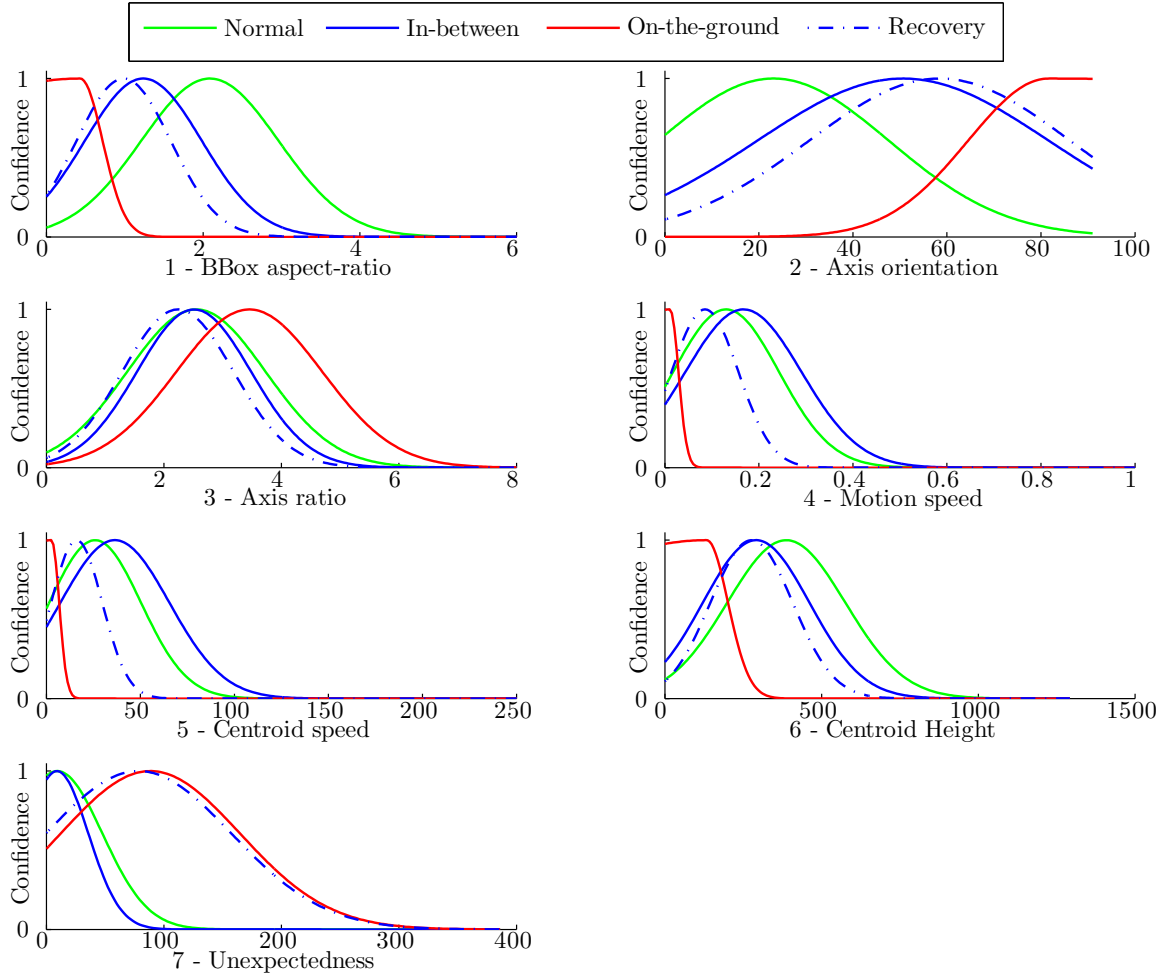 Normal In-between On-the-ground Recovery
1
Confidence
0
0 2 4 6
1 - BBox aspect-ratio
1
Confidence
0
0 20 40 60 80 100
2 - Axis orientation
1
Confidence
0
0 2 4 6 8
3 - Axis ratio
1
Confidence
0
0 0.2 0.4 0.6 0.8 1
4 - Motion speed
1
Confidence
0
0 50 100 150 200 250
5 - Centroid speed
1
Confidence
0
0 500 1000 1500
6 - Centroid Height
1
Confidence
0
0 100 200 300 400
7 - Unexpectedness